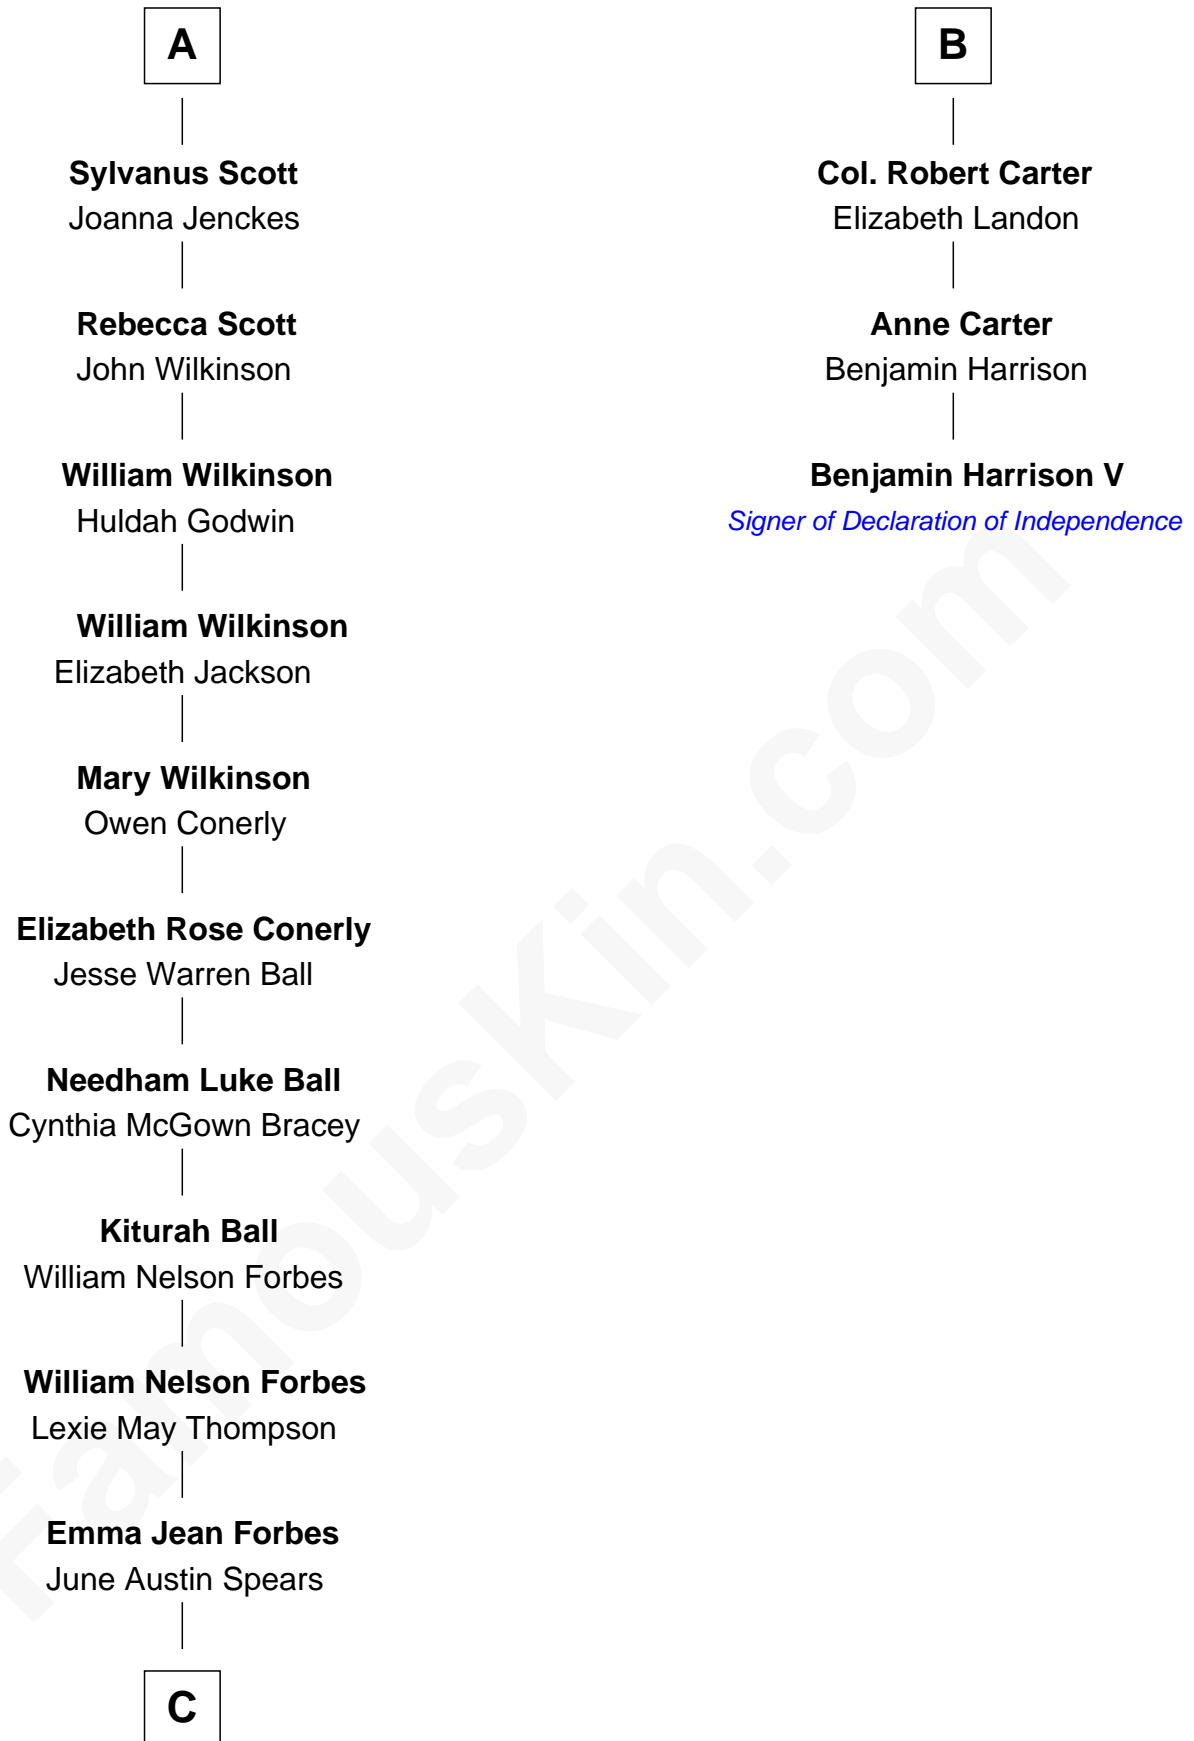 A
Sylvanus Scott
Joanna Jenckes
Rebecca Scott
John Wilkinson
William Wilkinson
Huldah Godwin
William Wilkinson
Elizabeth Jackson
Mary Wilkinson
Owen Conerly
Elizabeth Rose Conerly
Jesse Warren Ball
Needham Luke Ball
Cynthia McGown Bracey
Kiturah Ball
William Nelson Forbes
William Nelson Forbes
Lexie May Thompson
Emma Jean Forbes
June Austin Spears
C
B
Col. Robert Carter
Elizabeth Landon
Anne Carter
Benjamin Harrison
Benjamin Harrison V
Signer of Declaration of Independence
FamousKin.com